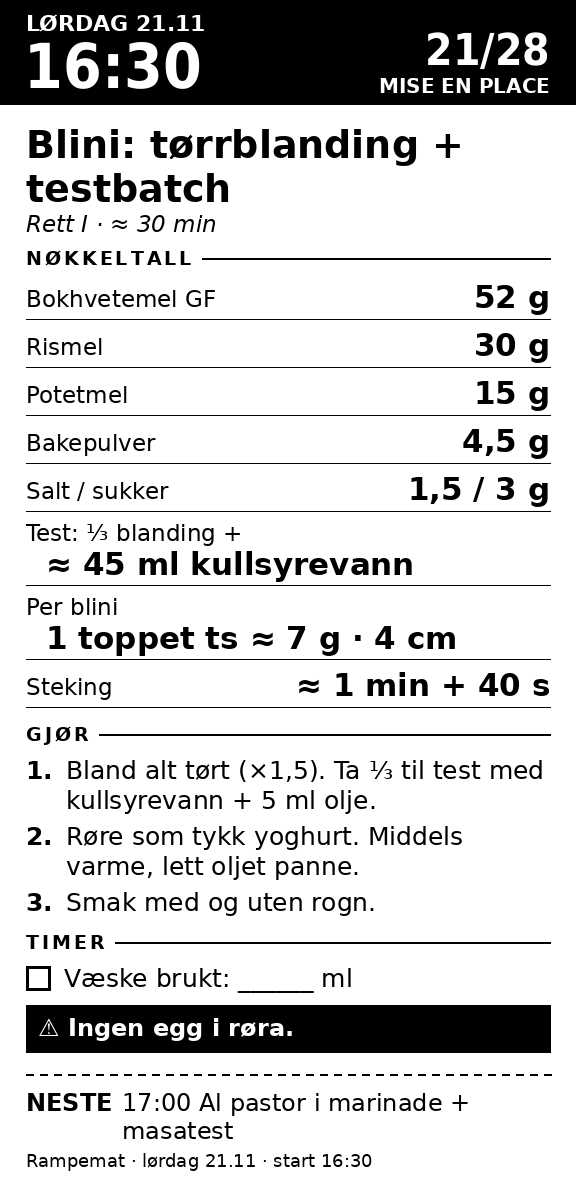 LØRDAG 21.11
16:30
21/28
MISE EN PLACE
Blini: tørrblanding +
testbatch
Rett I · ≈ 30 min
NØKKELTALL
Bokhvetemel GF 52 g
Rismel 30 g
Potetmel 15 g
Bakepulver 4,5 g
Salt / sukker 1,5 / 3 g
Test: ⅓ blanding +
≈ 45 ml kullsyrevann
Per blini
1 toppet ts ≈ 7 g · 4 cm
Steking ≈ 1 min + 40 s
GJØR
1. Bland alt tørt (×1,5). Ta ⅓ til test med
kullsyrevann + 5 ml olje.
2. Røre som tykk yoghurt. Middels
varme, lett oljet panne.
3. Smak med og uten rogn.
TIMER
☐ Væske brukt: ______ ml
⚠ Ingen egg i røra.
NESTE 17:00 Al pastor i marinade +
masatest
Rampemat · lørdag 21.11 · start 16:30